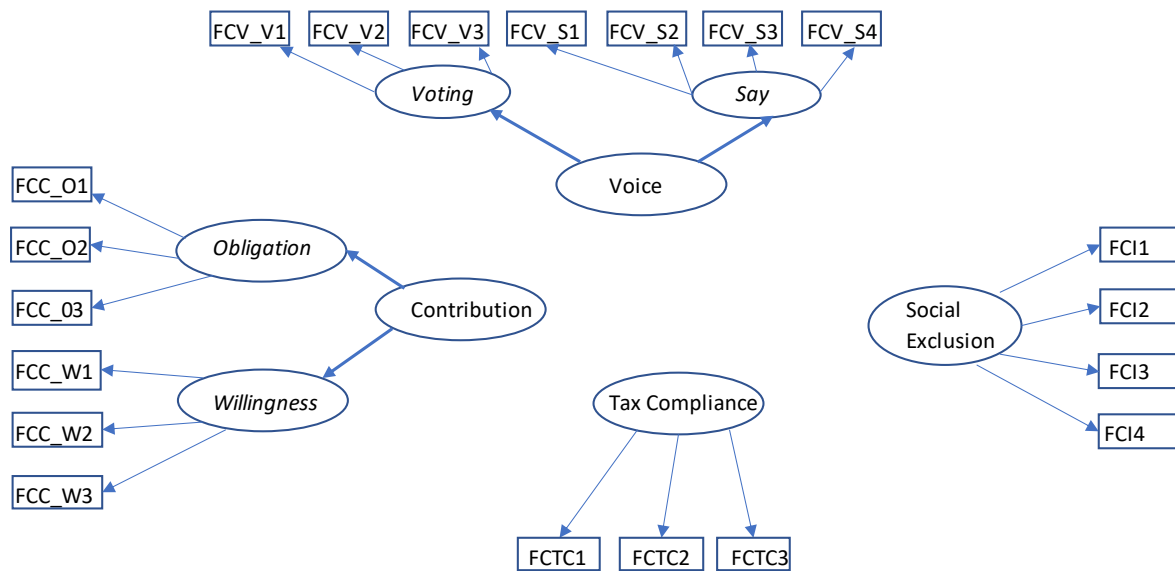 FCV_V1
FCV_V2
FCV_V3
FCV_S1
FCV_S2
FCV_S3
FCV_S4
Voting
Say
Voice
FCC_O1
FCC_O2
FCC_03
Obligation
Contribution
FCC_W1
FCC_W2
FCC_W3
Willingness
Tax Compliance
FCTC1
FCTC2
FCTC3
Social
Exclusion
FCI1
FCI2
FCI3
FCI4